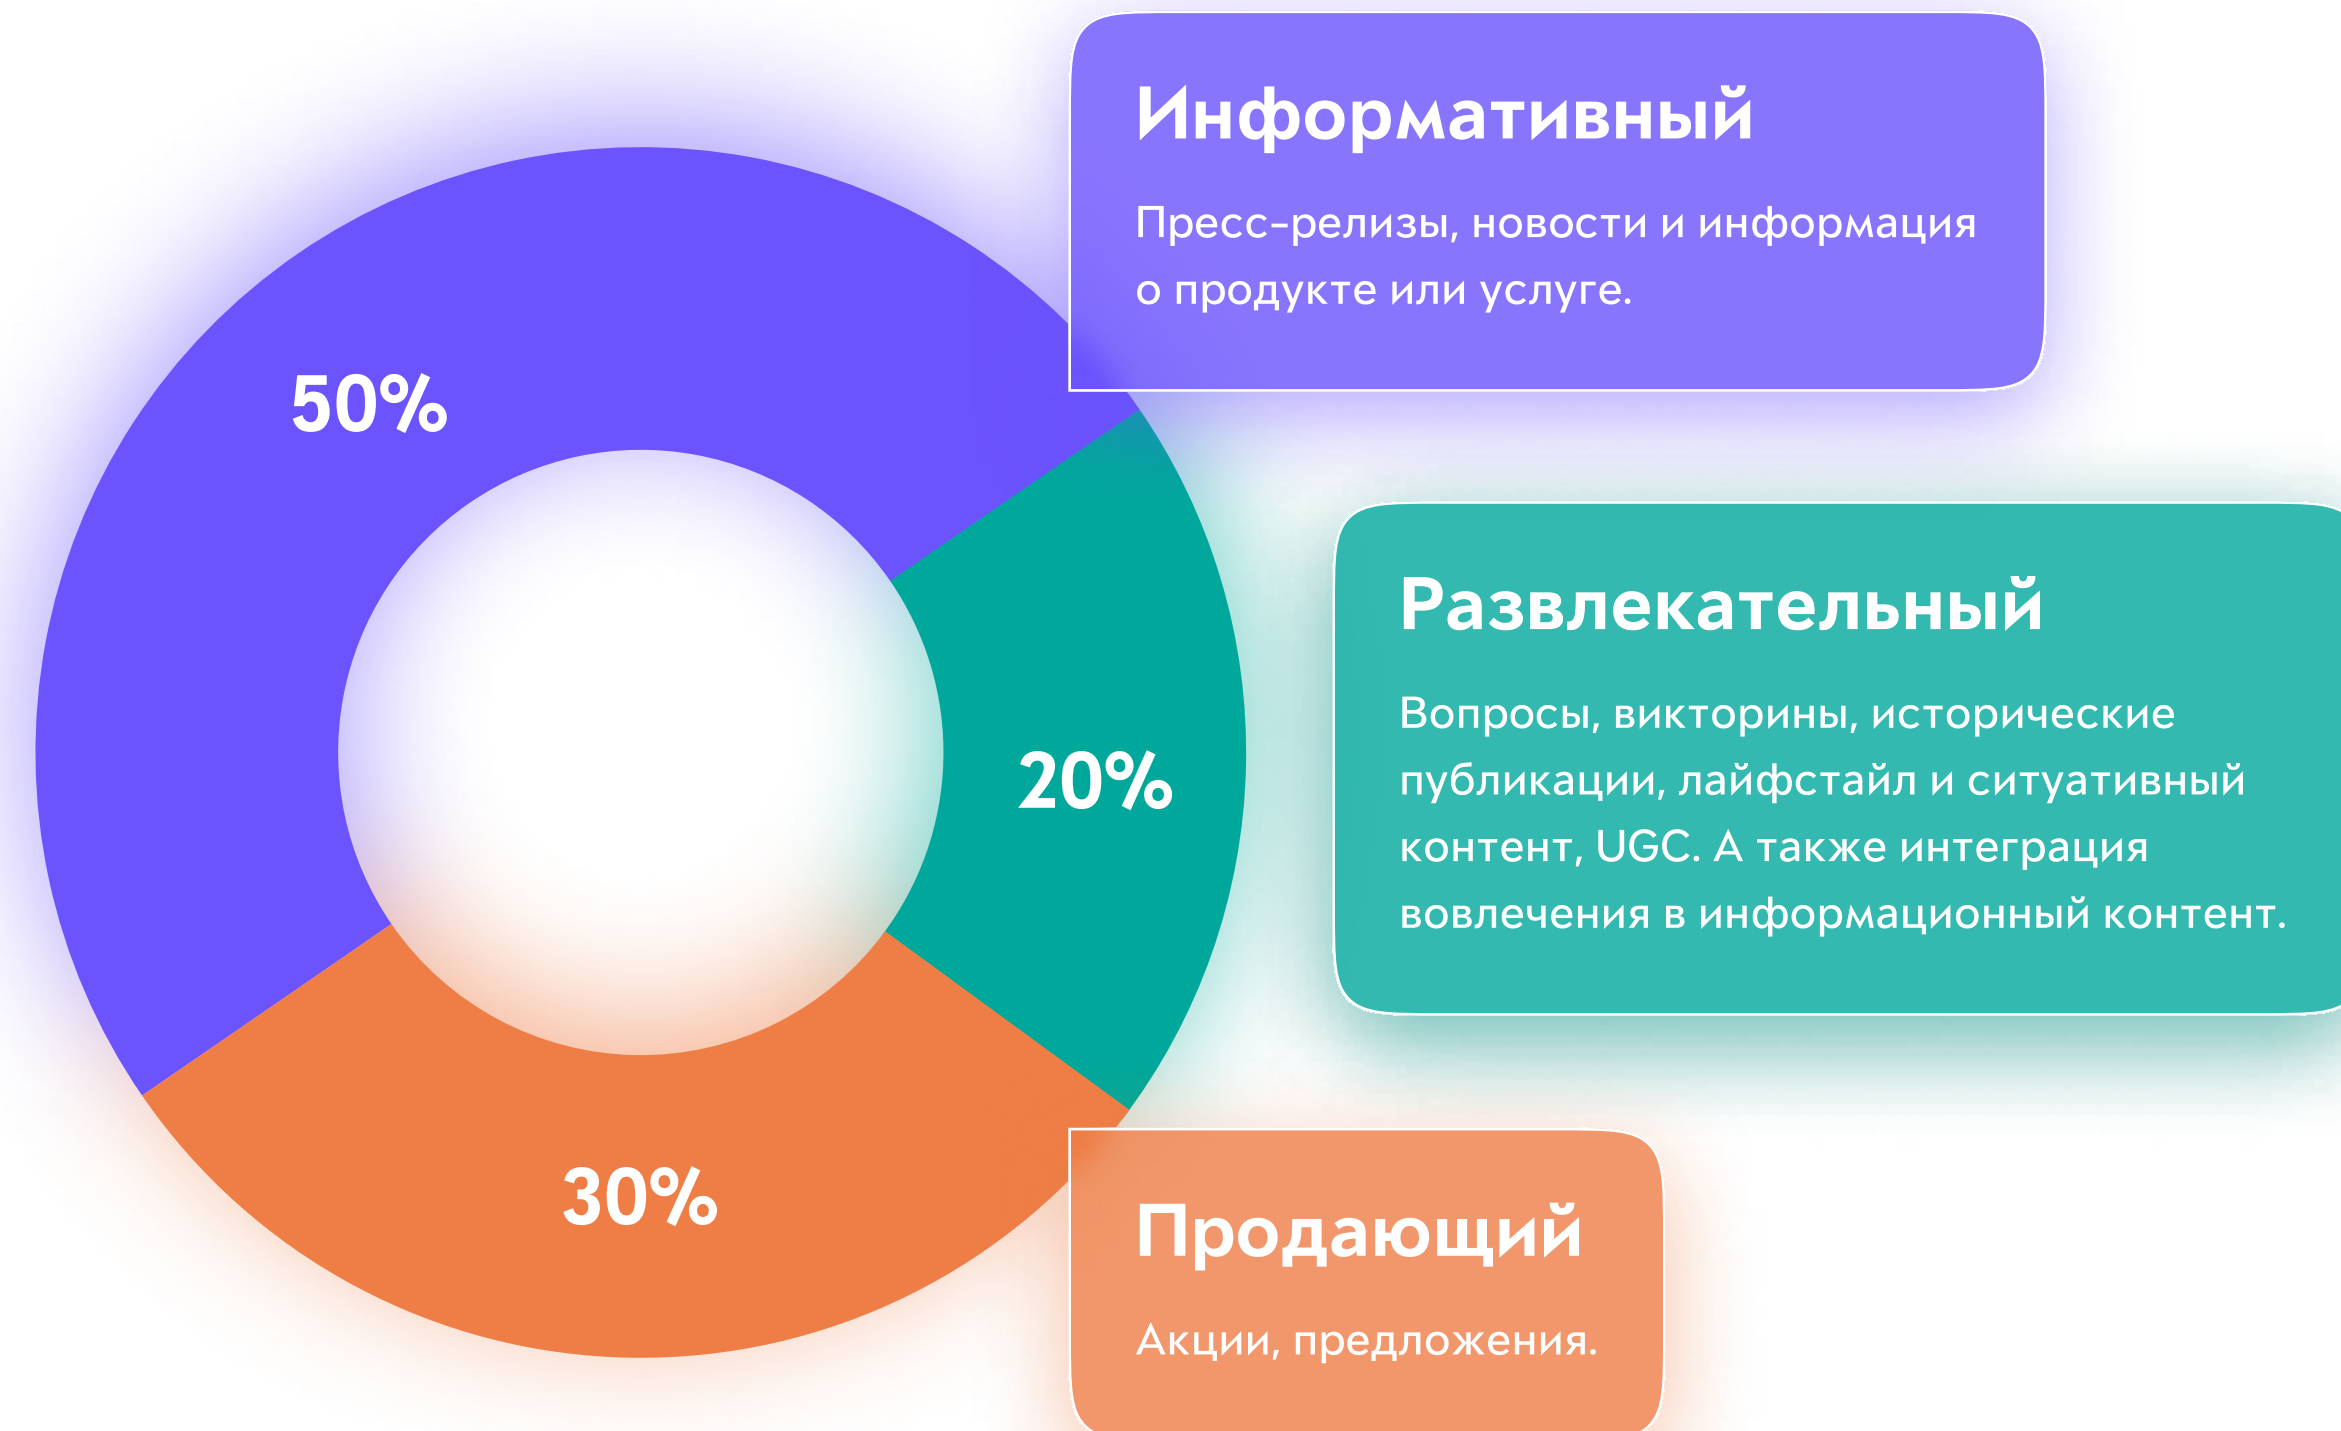 50%
Информативный
Пресс-релизы, новости и информация
о продукте или услуге.
20%
Развлекательный
Вопросы, викторины, исторические
публикации, лайфстайл и ситуативный
контент, UGC. А также интеграция
вовлечения в информационный контент.
30%
Продающий
Акции, предложения.